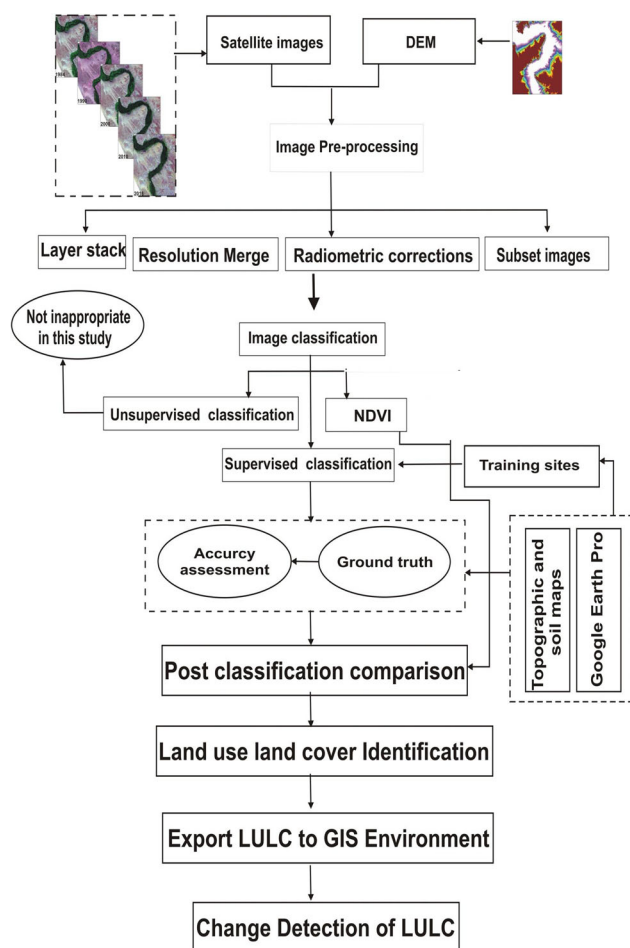 Satellite images
DEM
1984
Image Pre-processing
Layer stack
Resolution Merge
Radiometric corrections
Subset images
Not inappropriate
in this study
Image classification
Unsupervised classification
NDVI
Supervised classification
Training sites
Accurcy
assessment
Ground truth
Topographic and
soil maps
Google Earth Pro
Post classification comparison
Land use land cover Identification
Export LULC to GIS Environment
Change Detection of LULC